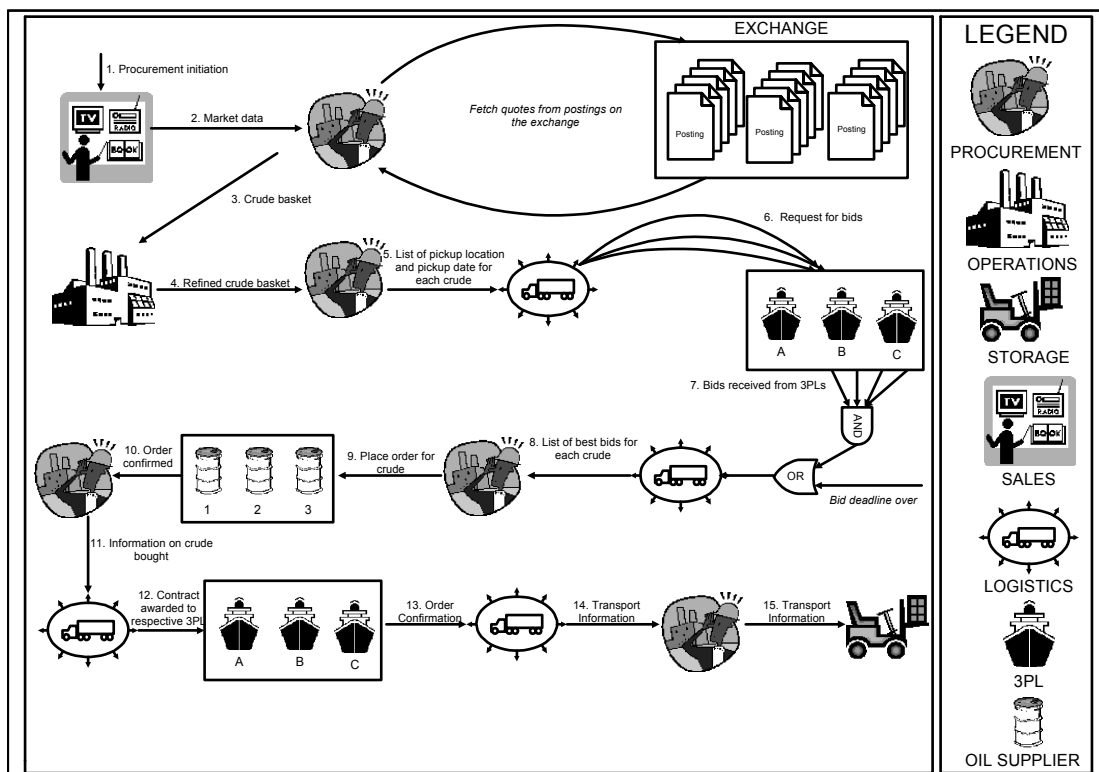 EXCHANGE
1. Procurement initiation
TV
RADIO
BOOK
2. Market data
Fetch quotes from postings on
the exchange
Posting
Posting
Posting
3. Crude basket
4. Refined crude basket
5. List of pickup location
and pickup date for
each crude
6. Request for bids
A
B
C
7. Bids received from 3PLs
AND
OR
Bid deadline over
8. List of best bids for
each crude
9. Place order for
crude
10. Order
confirmed
1
2
3
11. Information on crude
bought
12. Contract
awarded to
respective 3PL
A
B
C
13. Order
Confirmation
14. Transport
Information
15. Transport
Information
LEGEND
PROCUREMENT
OPERATIONS
STORAGE
TV
RADIO
BOOK
SALES
LOGISTICS
3PL
OIL SUPPLIER